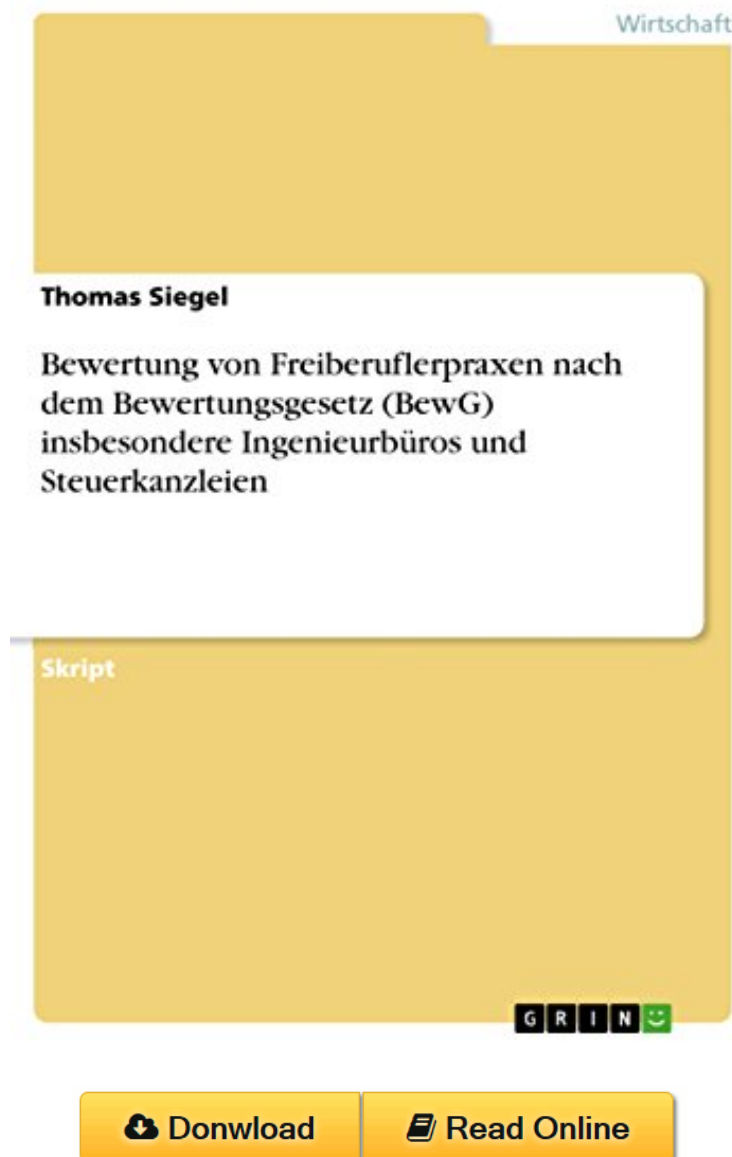 Wirtschaft
Thomas Siegel
Bewertung von Freiberuflerpraxen nach
dem Bewertungsgesetz (BewG)
insbesondere Ingenieurbüros und
Steuerkanzleien
Skript
GRIN
Donwload Read Online